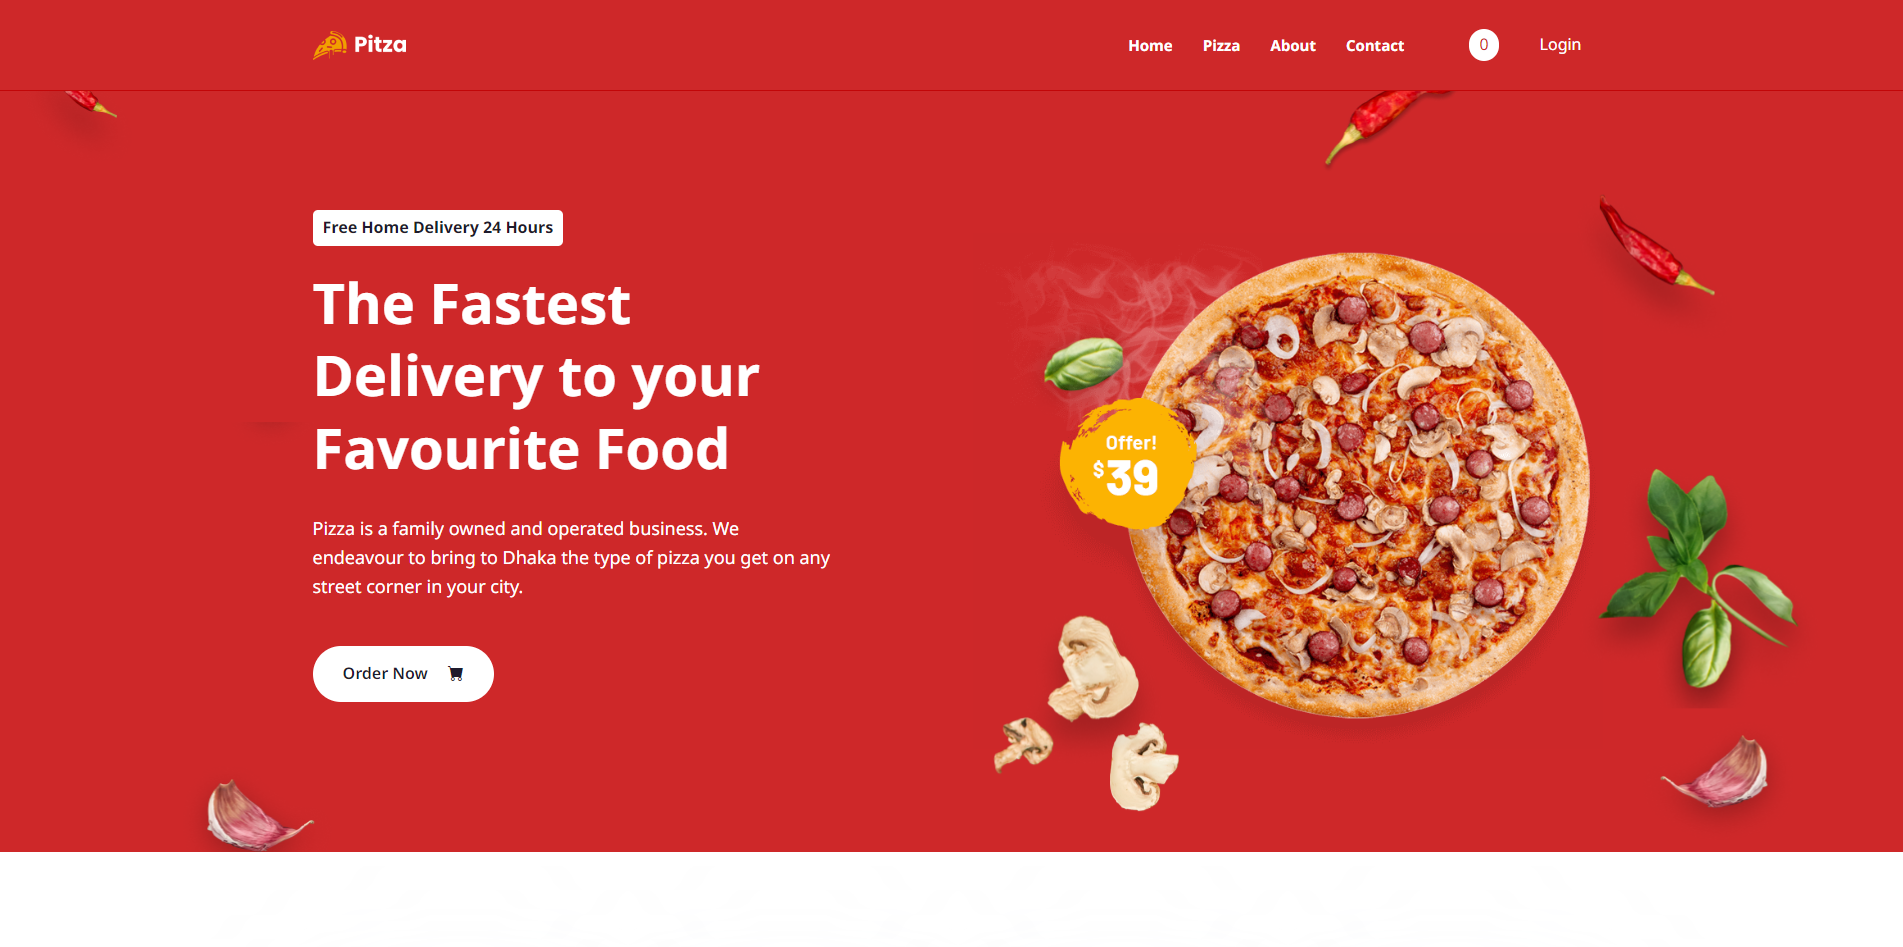 Pitza
Home Pizza About Contact 0 Login
Free Home Delivery 24 Hours
The Fastest
Delivery to your
Favourite Food
Pizza is a family owned and operated business. We
endeavour to bring to Dhaka the type of pizza you get on any
street corner in your city.
Order Now
Offer!
$39